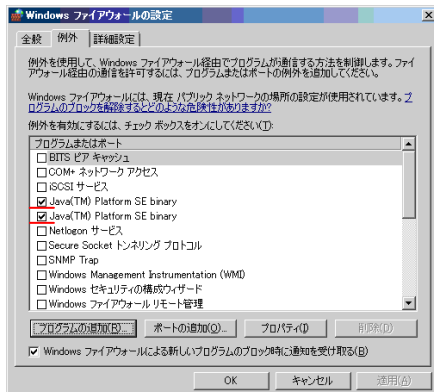 Windows ファイアウォールの設定
全般 例外 詳細設定
例外を使用して、Windows ファイアウォール経由でプログラムが通信する方法を制御します。ファイ
アウォール経由の通信を許可するには、プログラムまたはポートの例外を追加してください。
Windows ファイアウォールには、現在 パブリック ネットワークの場所の設定が使用されています。プ
ログラムのブロックを解除するとどのような危険性がありますか?
例外を有効にするには、チェック ボックスをオンにしてください(T):
プログラムまたはポート
BITS ピア キャッシュ
COM+ ネットワーク アクセス
iSCSI サービス
Java(TM) Platform SE binary
Java(TM) Platform SE binary
Netlogon サービス
Secure Socket トンネリング プロトコル
SNMP Trap
Windows Management Instrumentation (WMI)
Windows セキュリティの構成ウィザード
Windows ファイアウォール リモート管理
プログラムの追加(R)... ポートの追加(O)... プロパティ(I) 削除(D)
Windows ファイアウォールによる新しいプログラムのブロック時に通知を受け取る(B)
OK キャンセル 適用(A)